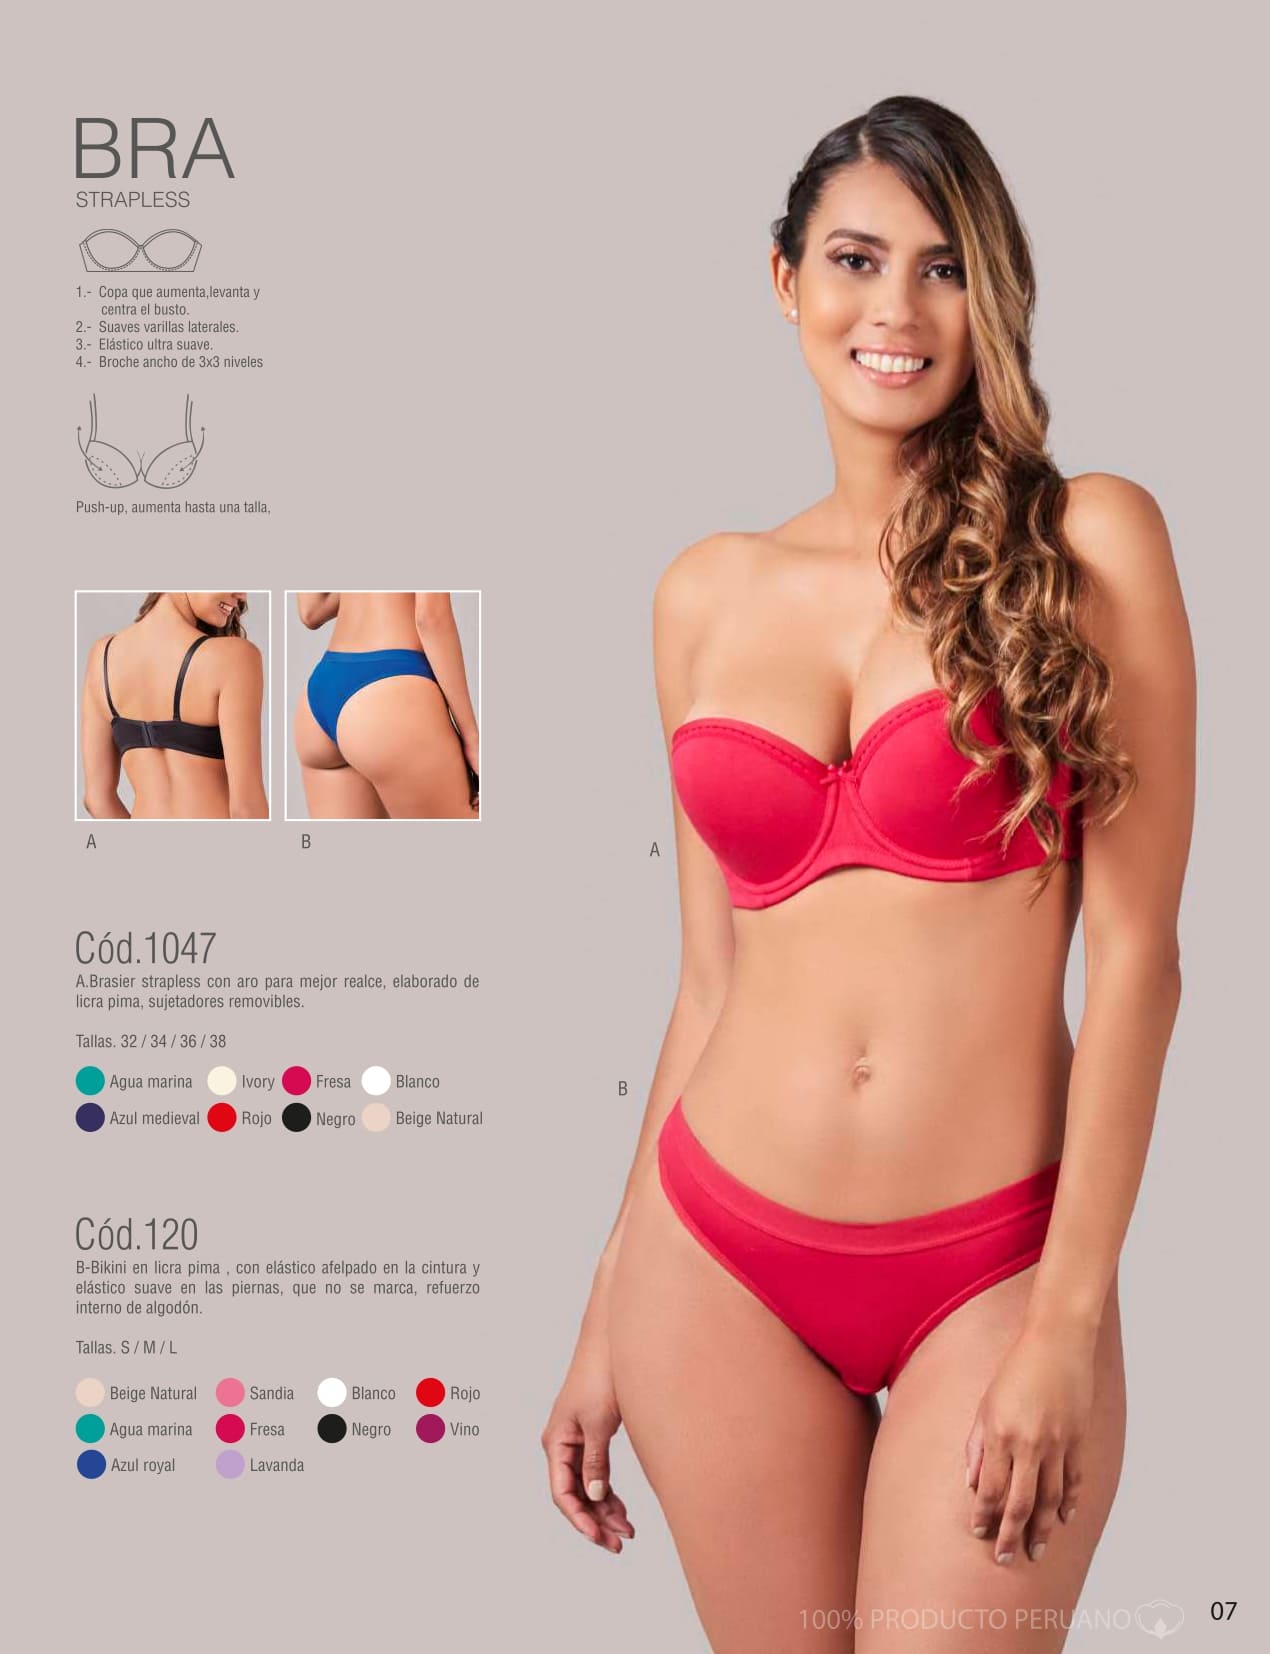 BRA
STRAPLESS
1.- Copa que aumenta,levanta y
centra el busto.
2.- Suaves varillas laterales.
3.- Elástico ultra suave.
4.- Broche ancho de 3x3 niveles
Push-up, aumenta hasta una talla,
A
B
A
B
Cód.1047
A.Brasier strapless con aro para mejor realce, elaborado de
licra pima, sujetadores removibles.
Tallas. 32 / 34 / 36 / 38
Agua marina Ivory Fresa Blanco
Azul medieval Rojo Negro Beige Natural
Cód.120
B-Bikini en licra pima , con elástico afelpado en la cintura y
elástico suave en las piernas, que no se marca, refuerzo
interno de algodón.
Tallas. S / M / L
Beige Natural Sandia Blanco Rojo
Agua marina Fresa Negro Vino
Azul royal Lavanda
100% PRODUCTO PERUANO
07